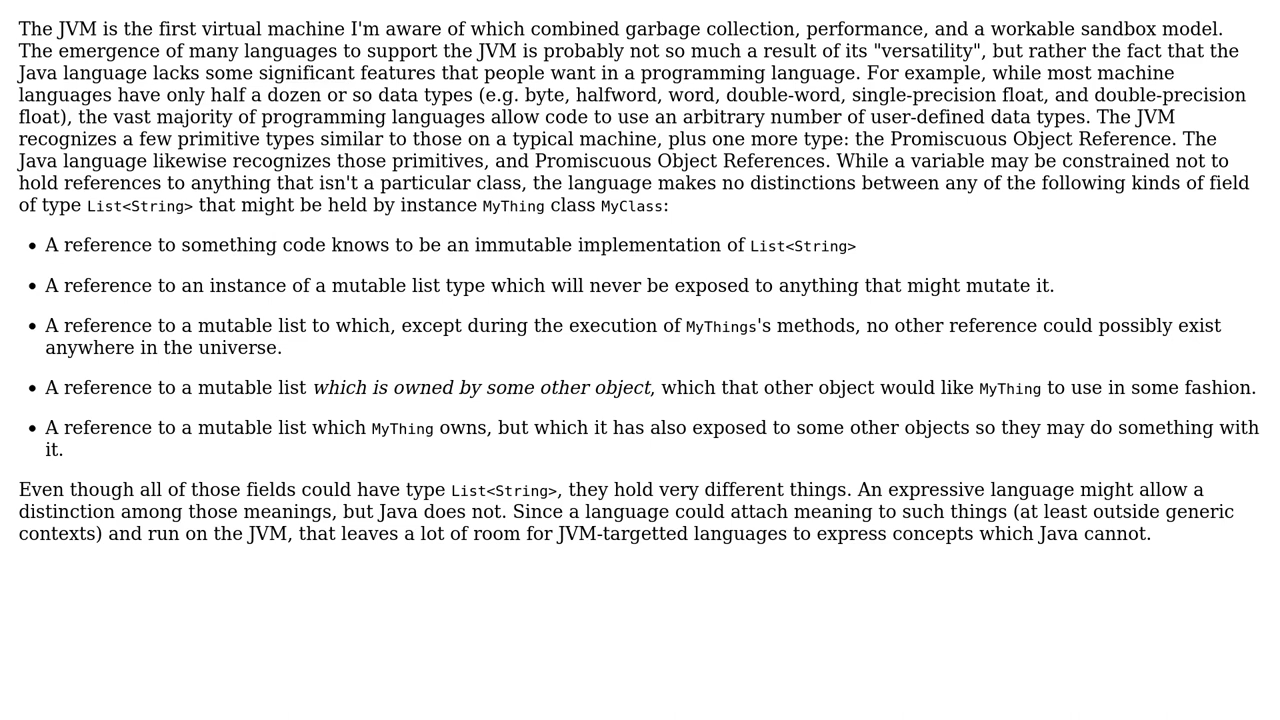 The JVM is the first virtual machine I'm aware of which combined garbage collection, performance, and a workable sandbox model.
The emergence of many languages to support the JVM is probably not so much a result of its "versatility", but rather the fact that the
Java language lacks some significant features that people want in a programming language. For example, while most machine
languages have only half a dozen or so data types (e.g. byte, halfword, word, double-word, single-precision float, and double-precision
float), the vast majority of programming languages allow code to use an arbitrary number of user-defined data types. The JVM
recognizes a few primitive types similar to those on a typical machine, plus one more type: the Promiscuous Object Reference. The
Java language likewise recognizes those primitives, and Promiscuous Object References. While a variable may be constrained not to
hold references to anything that isn't a particular class, the language makes no distinctions between any of the following kinds of field
of type List<String> that might be held by instance MyThing class MyClass:
• A reference to something code knows to be an immutable implementation of List<String>
• A reference to an instance of a mutable list type which will never be exposed to anything that might mutate it.
• A reference to a mutable list to which, except during the execution of MyThings's methods, no other reference could possibly exist
anywhere in the universe.
• A reference to a mutable list which is owned by some other object, which that other object would like MyThing to use in some fashion.
• A reference to a mutable list which MyThing owns, but which it has also exposed to some other objects so they may do something with
it.
Even though all of those fields could have type List<String>, they hold very different things. An expressive language might allow a
distinction among those meanings, but Java does not. Since a language could attach meaning to such things (at least outside generic
contexts) and run on the JVM, that leaves a lot of room for JVM-targetted languages to express concepts which Java cannot.